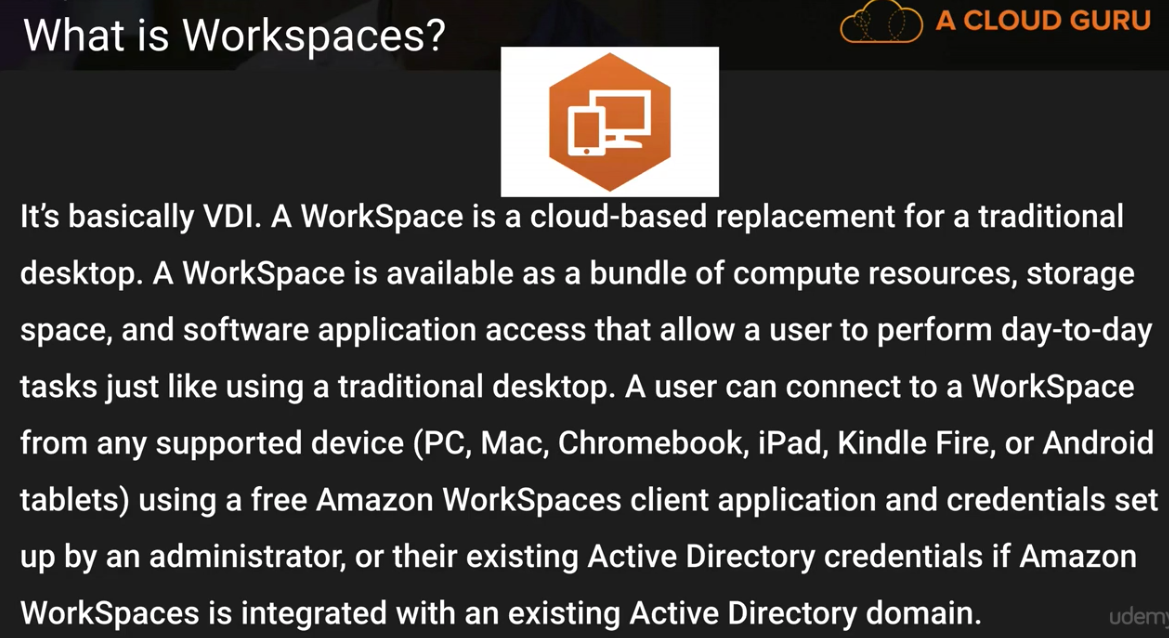 What is Workspaces?
A CLOUD GURU
It's basically VDI. A WorkSpace is a cloud-based replacement for a traditional
desktop. A WorkSpace is available as a bundle of compute resources, storage
space, and software application access that allow a user to perform day-to-day
tasks just like using a traditional desktop. A user can connect to a WorkSpace
from any supported device (PC, Mac, Chromebook, iPad, Kindle Fire, or Android
tablets) using a free Amazon WorkSpaces client application and credentials set
up by an administrator, or their existing Active Directory credentials if Amazon
WorkSpaces is integrated with an existing Active Directory domain.
udemy